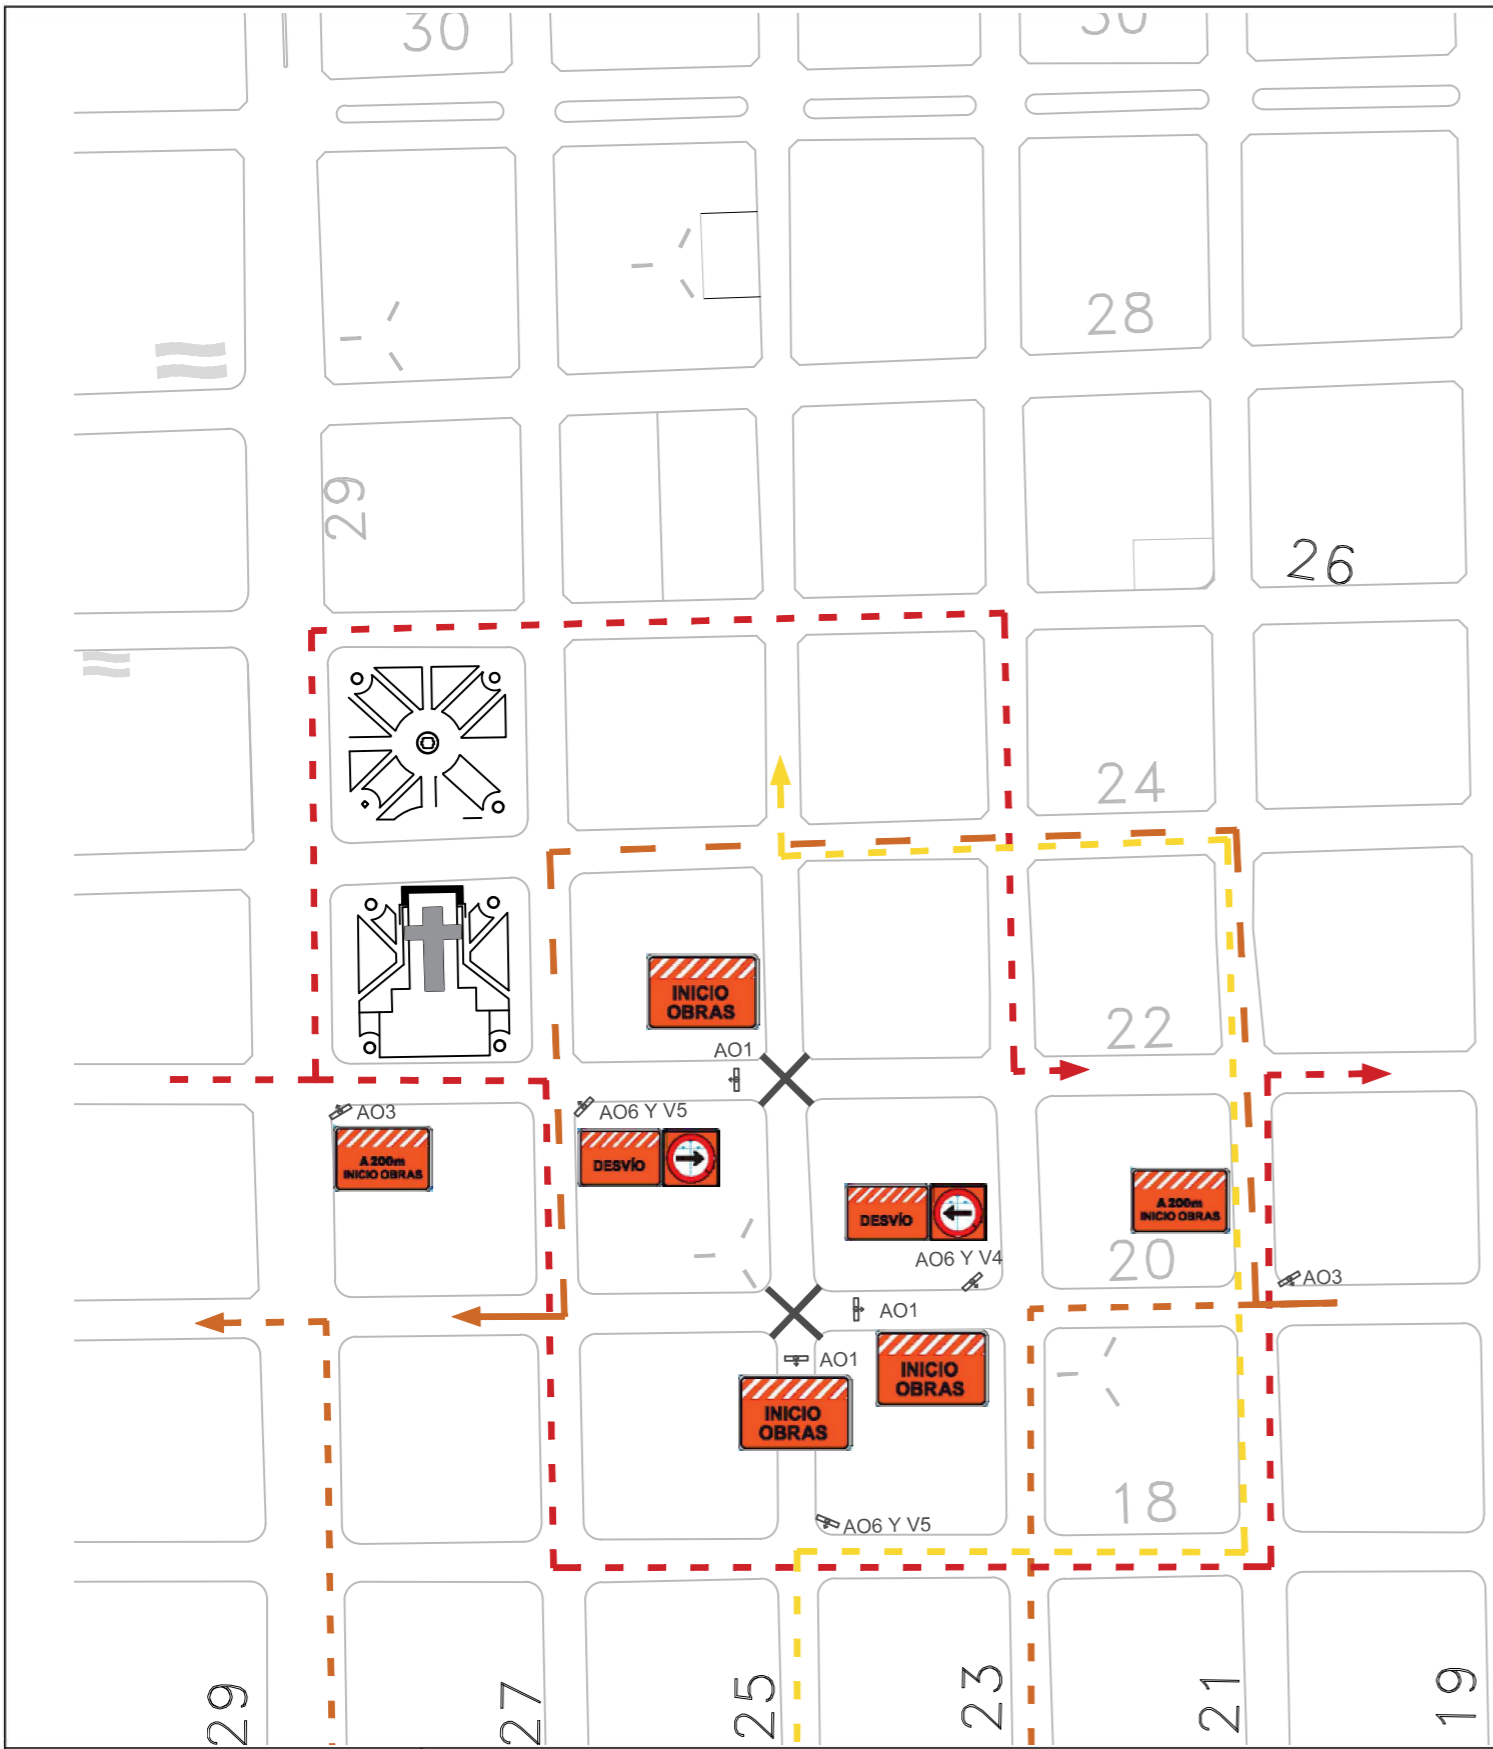 30
30
28
29
26
24
INICIO
OBRAS
22
AO1
AO3
AO6 Y V5
A 200m
INICIO OBRAS
DESVÍO
DESVÍO
A 200m
INICIO OBRAS
AO6 Y V4
20
AO3
AO1
AO1
INICIO
OBRAS
INICIO
OBRAS
18
AO6 Y V5
29
27
25
23
21
19